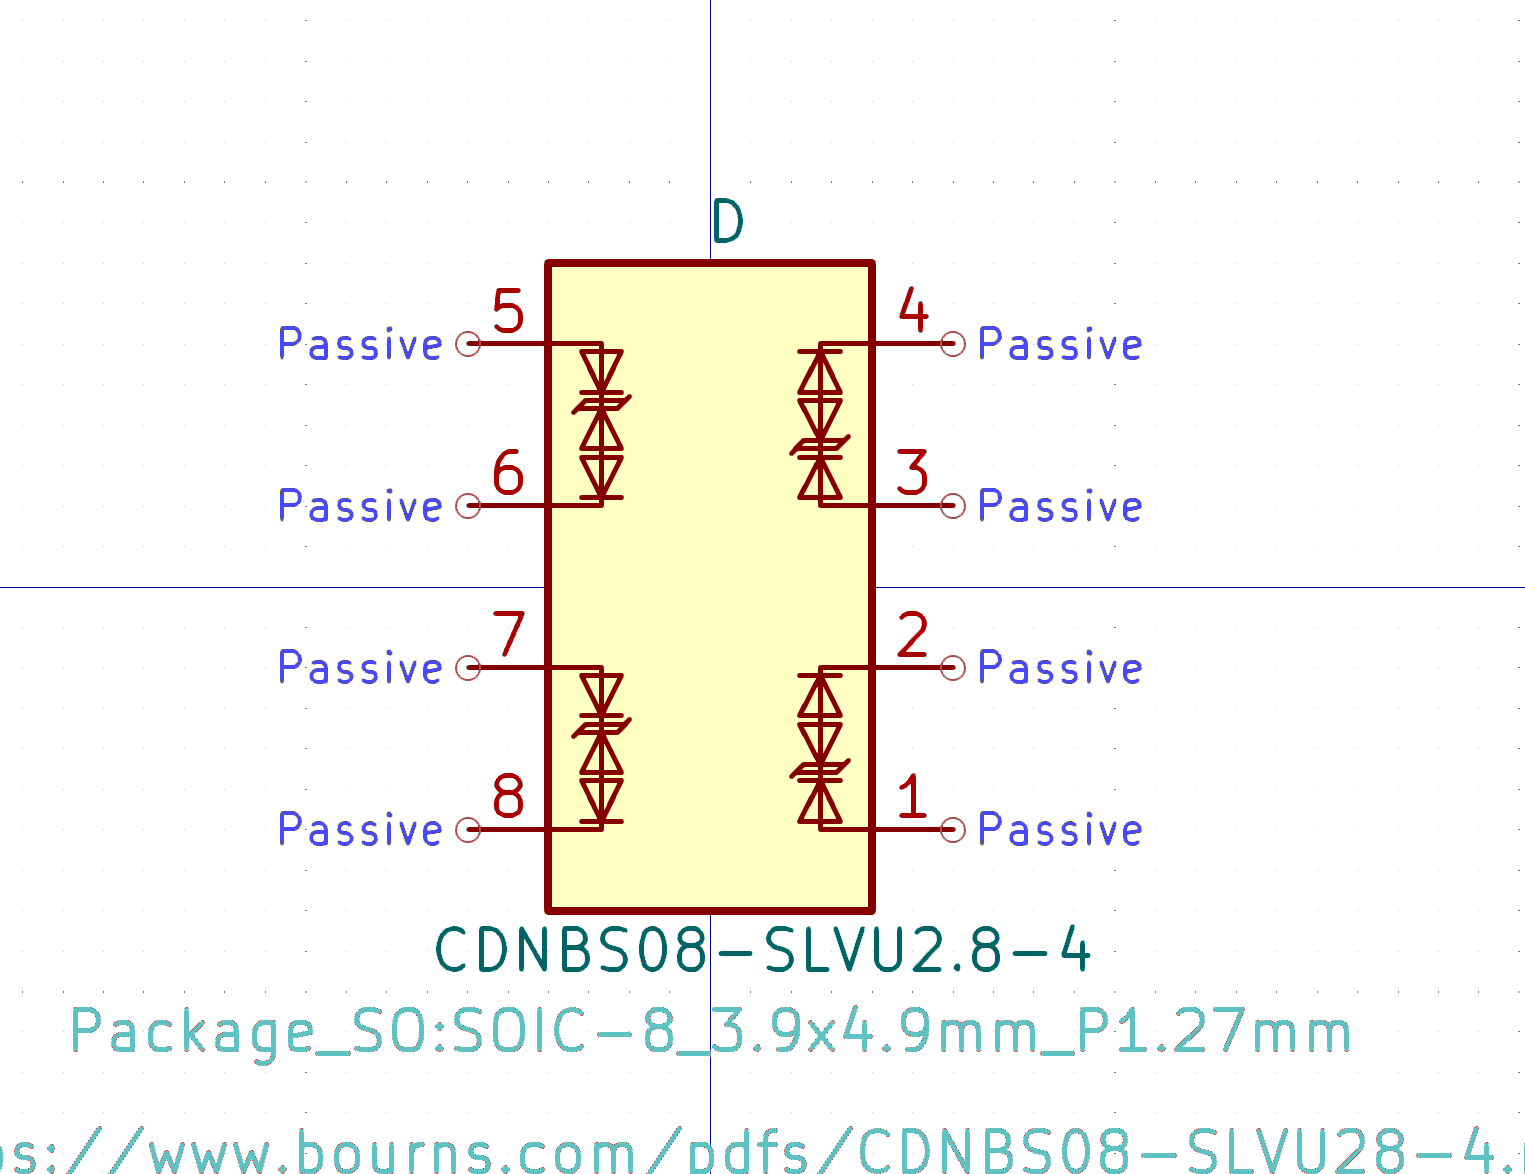 D
5 4
Passive Passive
6 3
Passive Passive
7 2
Passive Passive
8 1
Passive Passive
CDNBS08-SLVU2.8-4
Package_SO:SOIC-8_3.9x4.9mm_P1.27mm
ps://www.bourns.com/pdfs/CDNBS08-SLVU28-4.p